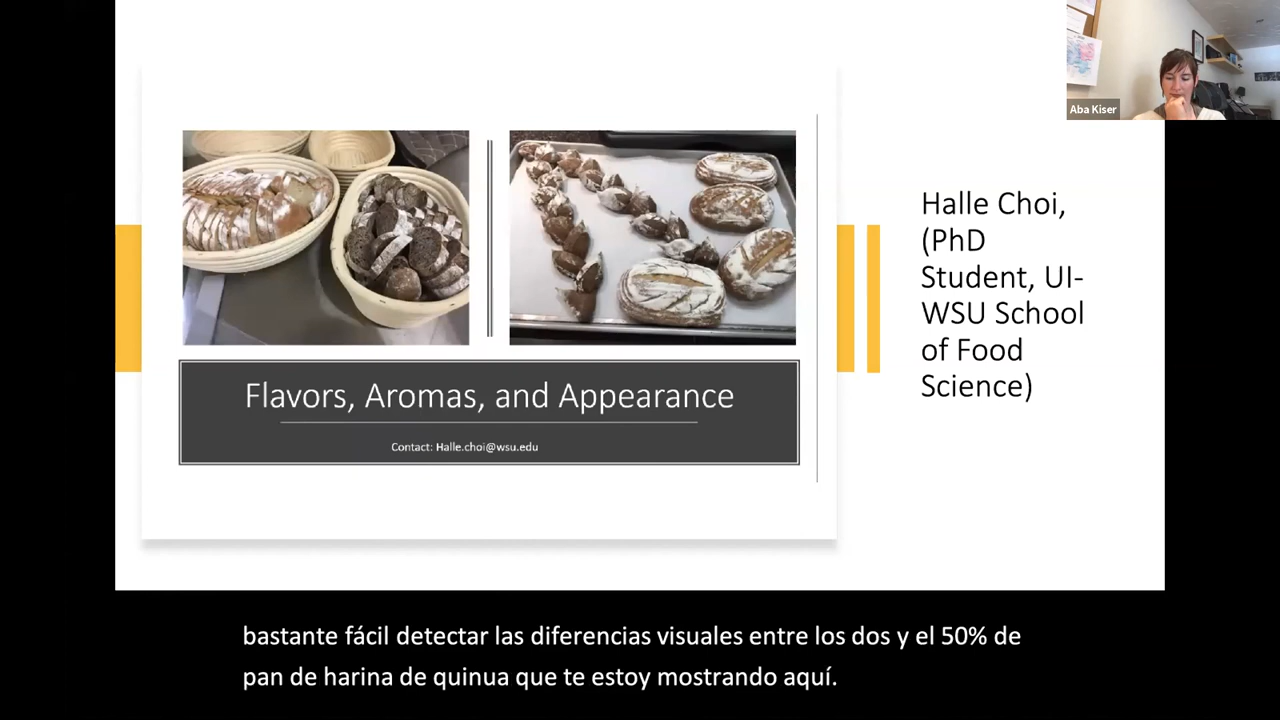 Aba Kiser
Halle Choi,
(PhD
Student, UI-
WSU School
of Food
Science)
Flavors, Aromas, and Appearance
Contact: Halle.choi@wsu.edu
bastante fácil detectar las diferencias visuales entre los dos y el 50% de
pan de harina de quinua que te estoy mostrando aquí.